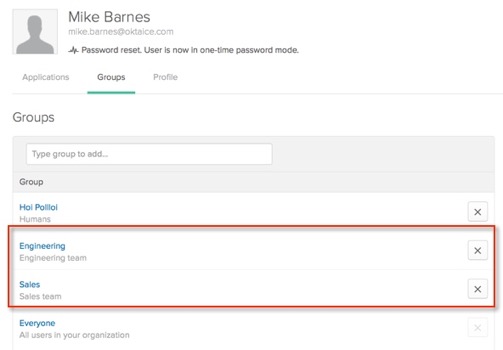 Mike Barnes
mike.barnes@oktaice.com
Password reset. User is now in one-time password mode.
Applications Groups Profile
Groups
Type group to add...
Group
Hoi Polloi
Humans
Engineering
Engineering team
Sales
Sales team
Everyone
All users in your organization